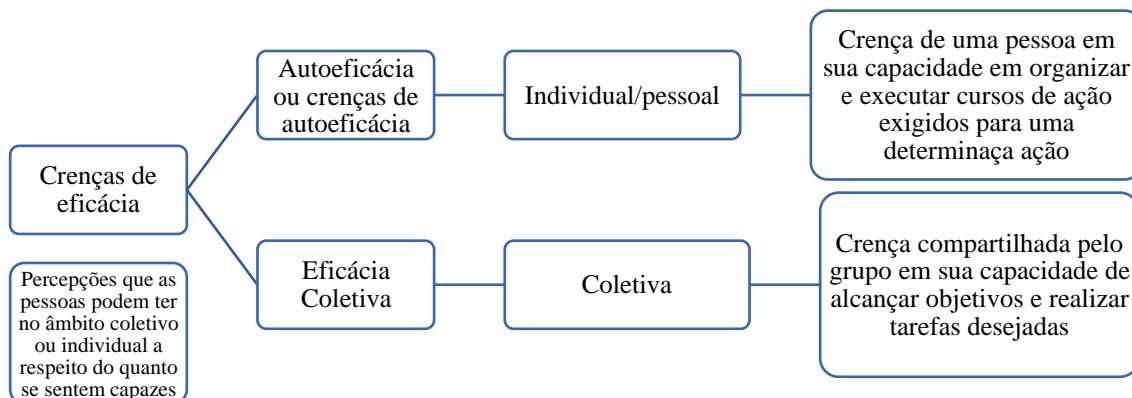 Crenças de
eficácia
Percepções que as
pessoas podem ter
no âmbito coletivo
ou individual a
respeito do quanto
se sentem capazes
Autoeficácia
ou crenças de
autoeficácia
Individual/pessoal
Crença de uma pessoa em
sua capacidade em organizar
e executar cursos de ação
exigidos para uma
determinaça ação
Eficácia
Coletiva
Coletiva
Crença compartilhada pelo
grupo em sua capacidade de
alcançar objetivos e realizar
tarefas desejadas